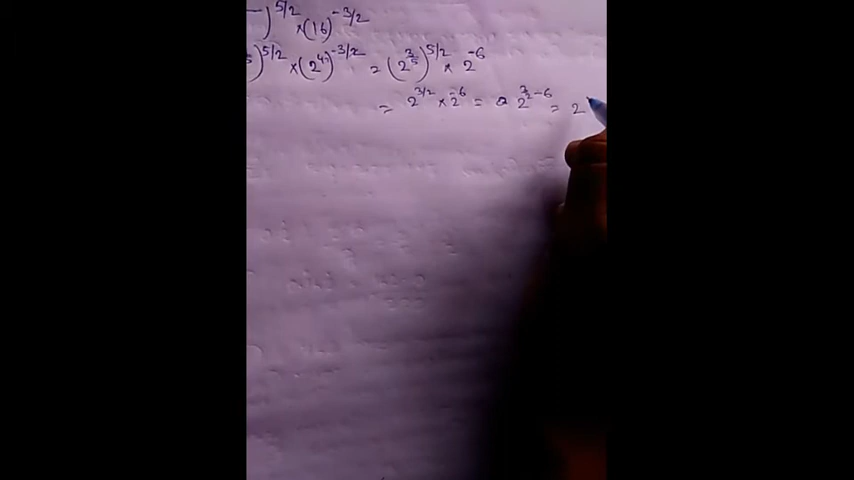 )^5/2 ×(16)^-3/2
)^5/2 ×(2^4)^-3/2 = (2^3/5)^5/2 × 2^-6
= 2^3/2 × 2^-6 = 2^3/2-6 = 2